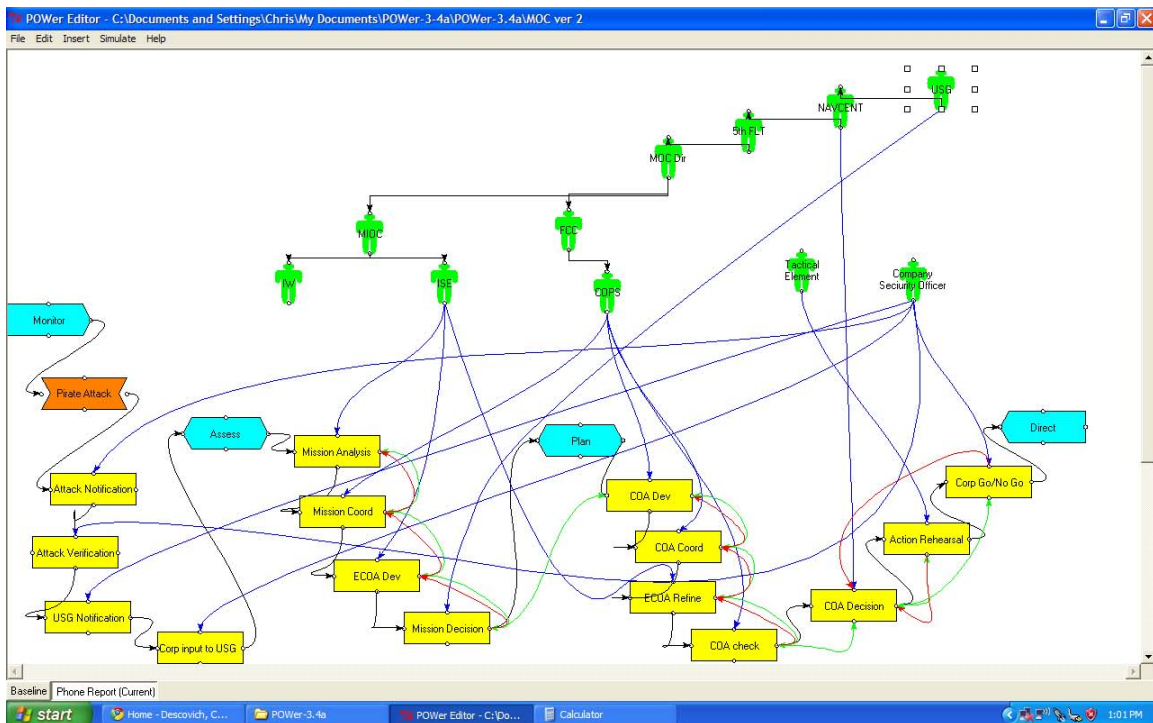 POWer Editor - C:\Documents and Settings\Chris\My Documents\POWer-3-4a\POWer-3.4a\MOC ver 2
File Edit Insert Simulate Help
USG
NAVCENT
5th FLT
MOC Dir
MIOC
FCC
IW
ISE
COPS
Tactical
Element
Company
Security Officer
Monitor
Pirate Attack
Assess
Plan
Direct
Mission Analysis
Attack Notification
COA Dev
Corp Go/No Go
Mission Coord
Attack Verification
COA Coord
Action Rehearsal
ECOA Dev
ECOA Refine
COA Decision
USG Notification
Mission Decision
Corp input to USG
COA check
Baseline Phone Report (Current)
start Home - Descovich, C... POWer-3.4a POWer Editor - C:\Do... Calculator 1:01 PM